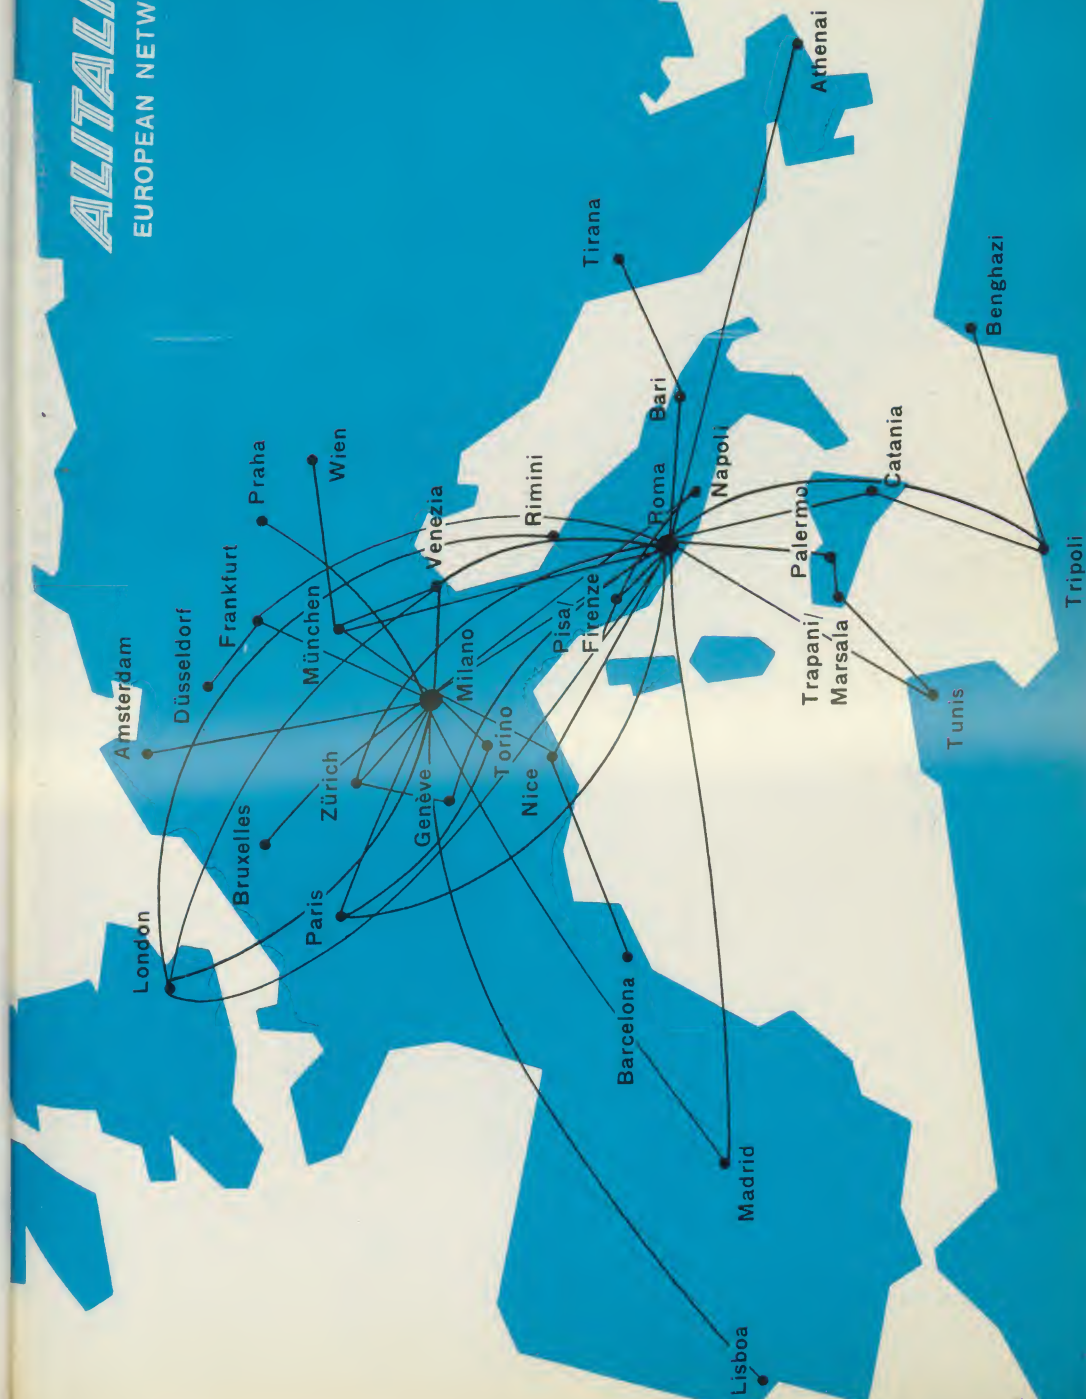 ALITALI
EUROPEAN NETW
Amsterdam
London
Düsseldorf
Frankfurt
Bruxelles
Praha
München
Paris
Zürich
Wien
Genève
Venezia
Milano
Torino
Nice
Rimini
Pisa/
Firenze
Tirana
Barcelona
Roma
Bari
Napoli
Lisboa
Madrid
Palermo
Trapani/
Marsala
Athenai
Catania
Tunis
Benghazi
Tripoli